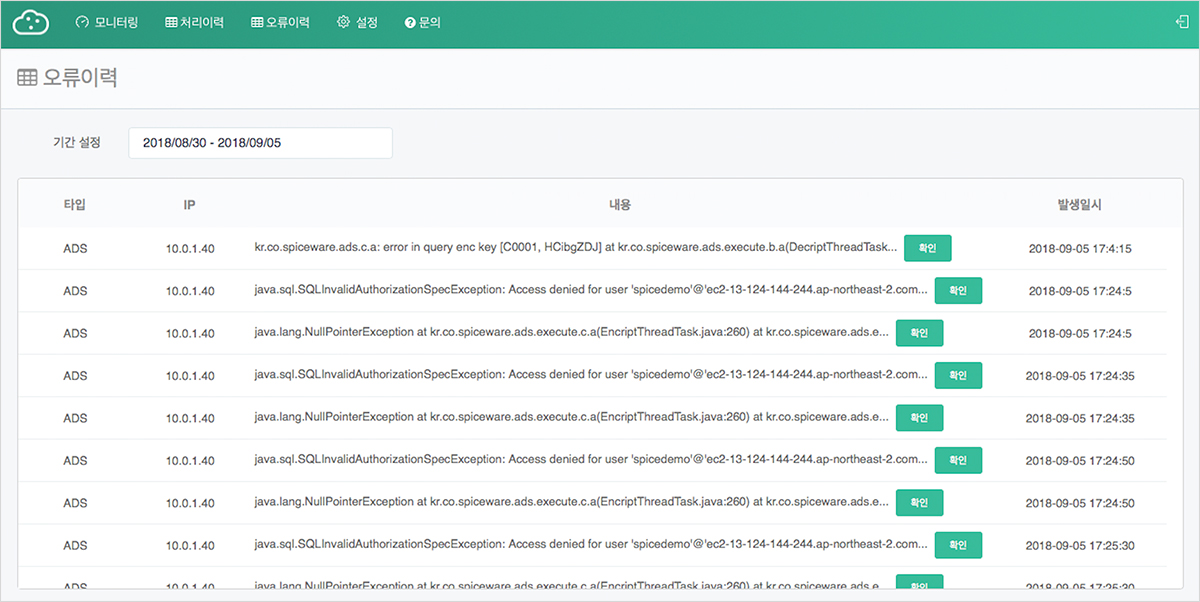 모니터링 처리이력 오류이력 설정 문의
오류이력
기간 설정 2018/08/30 - 2018/09/05
타입 IP 내용 발생일시
ADS 10.0.1.40 kr.co.spiceware.ads.c.a: error in query enc key [C0001, HCibgZDJ] at kr.co.spiceware.ads.execute.b.a(DecriptThreadTask... 확인 2018-09-05 17:4:15
ADS 10.0.1.40 java.sql.SQLInvalidAuthorizationSpecException: Access denied for user 'spicedemo'@'ec2-13-124-144-244.ap-northeast-2.com... 확인 2018-09-05 17:24:5
ADS 10.0.1.40 java.lang.NullPointerException at kr.co.spiceware.ads.execute.c.a(EncriptThreadTask.java:260) at kr.co.spiceware.ads.e... 확인 2018-09-05 17:24:5
ADS 10.0.1.40 java.sql.SQLInvalidAuthorizationSpecException: Access denied for user 'spicedemo'@'ec2-13-124-144-244.ap-northeast-2.com... 확인 2018-09-05 17:24:35
ADS 10.0.1.40 java.lang.NullPointerException at kr.co.spiceware.ads.execute.c.a(EncriptThreadTask.java:260) at kr.co.spiceware.ads.e... 확인 2018-09-05 17:24:35
ADS 10.0.1.40 java.sql.SQLInvalidAuthorizationSpecException: Access denied for user 'spicedemo'@'ec2-13-124-144-244.ap-northeast-2.com... 확인 2018-09-05 17:24:50
ADS 10.0.1.40 java.lang.NullPointerException at kr.co.spiceware.ads.execute.c.a(EncriptThreadTask.java:260) at kr.co.spiceware.ads.e... 확인 2018-09-05 17:24:50
ADS 10.0.1.40 java.sql.SQLInvalidAuthorizationSpecException: Access denied for user 'spicedemo'@'ec2-13-124-144-244.ap-northeast-2.com... 확인 2018-09-05 17:25:30
ADS 10.0.1.40 java.lang.NullPointerException at kr.co.spiceware.ads.execute.c.a(EncriptThreadTask.java:260) at kr.co.spiceware.ads.e... 확인 2018-09-05 17:25:30